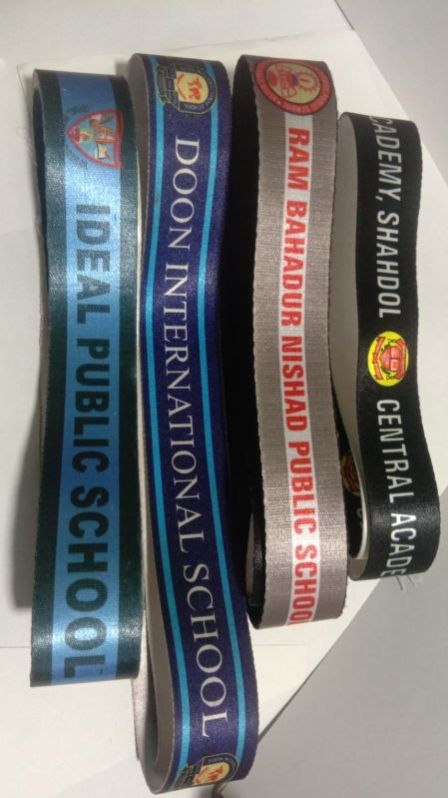 IDEAL PUBLIC SCHOOL
DOON INTERNATIONAL SCHOOL
RAM BAHADUR NISHAD PUBLIC SCHOOL
CADEMY, SHAHDOL CENTRAL ACADE